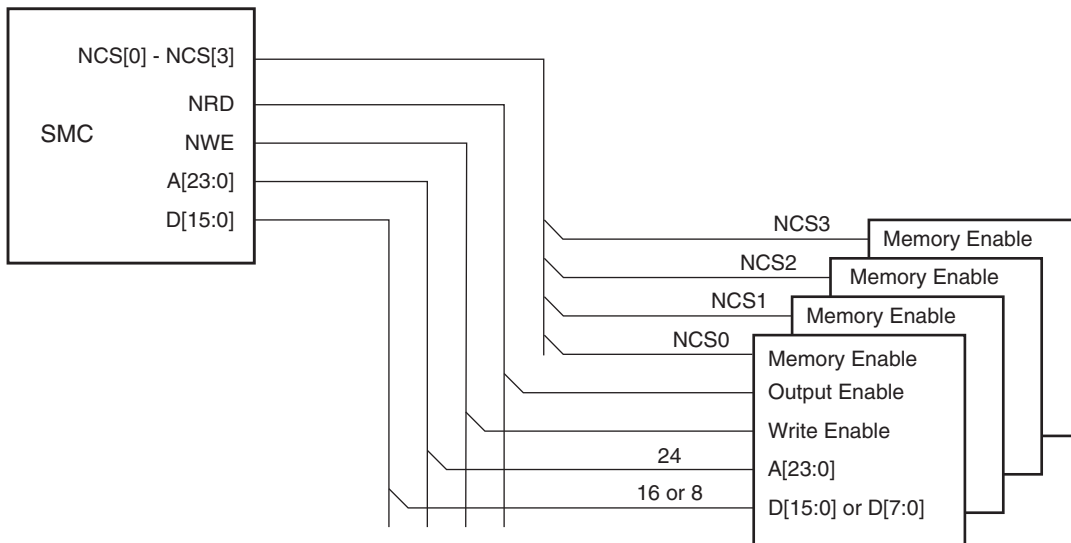 NCS[0] - NCS[3]
NRD
SMC
NWE
A[23:0]
D[15:0]
NCS3
Memory Enable
NCS2
Memory Enable
NCS1
Memory Enable
NCS0
Memory Enable
Output Enable
Write Enable
24
A[23:0]
16 or 8
D[15:0] or D[7:0]